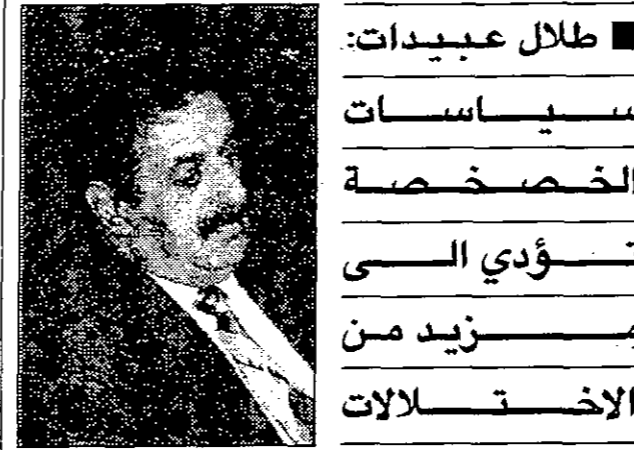 ■ طلال عبيدات:
سياسات
الخصخصة
تؤدي الى
مزيد من
الاختلالات